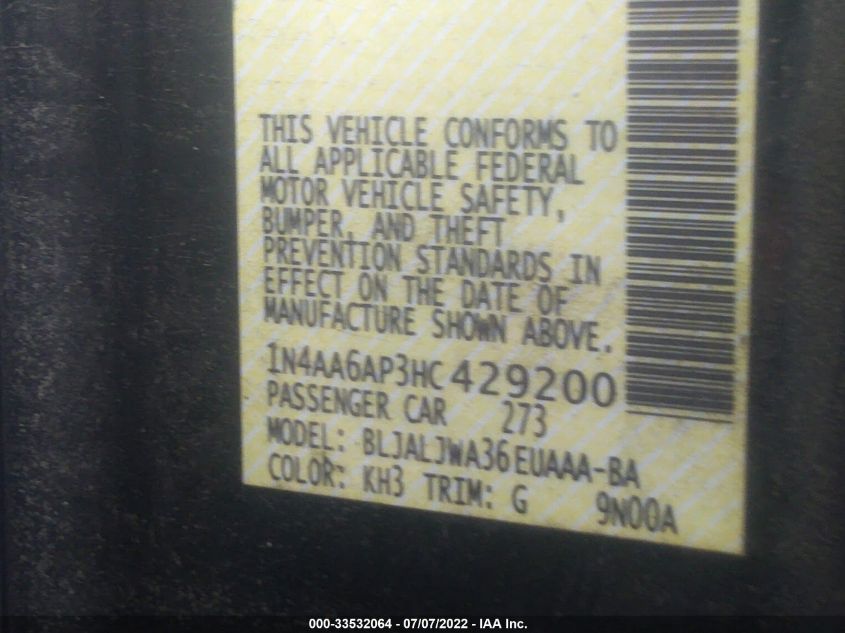 THIS VEHICLE CONFORMS TO
ALL APPLICABLE FEDERAL
MOTOR VEHICLE SAFETY,
BUMPER, AND THEFT
PREVENTION STANDARDS IN
EFFECT ON THE DATE OF
MANUFACTURE SHOWN ABOVE.
1N4AA6AP3HC429200
PASSENGER CAR 273
MODEL: BLJALJWA36EUAAA-BA
COLOR: KH3 TRIM: G 9N00A
000-33532064 - 07/07/2022 - IAA Inc.